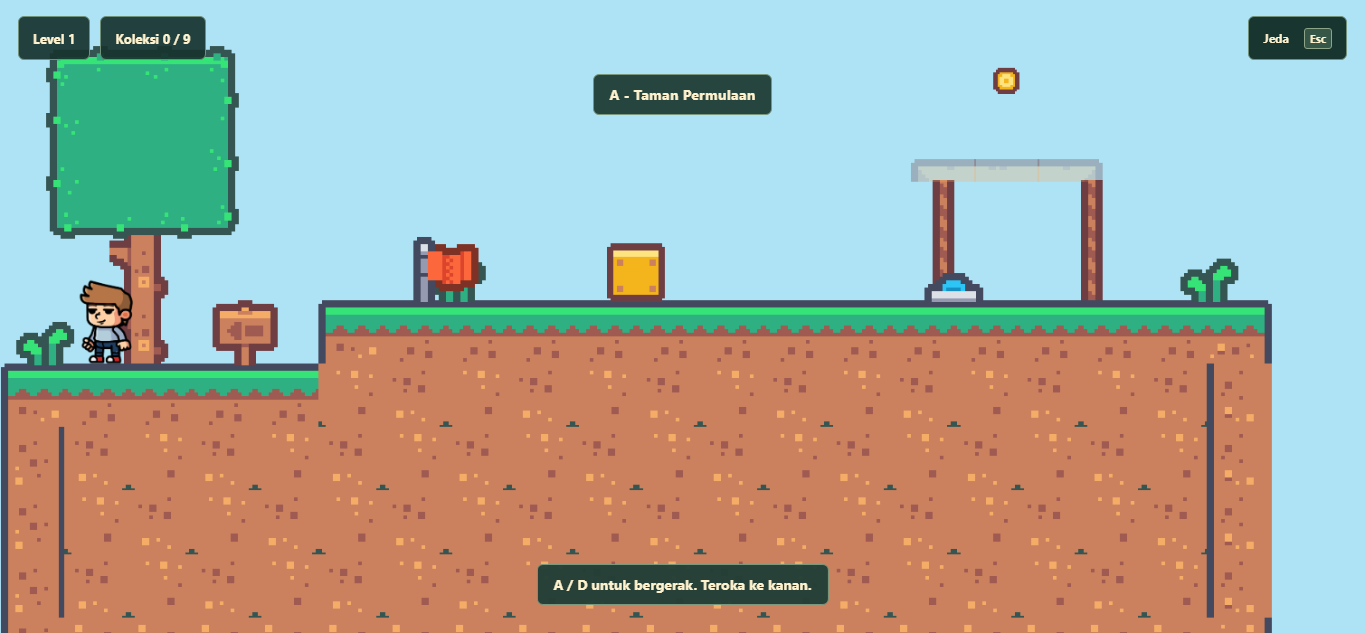 Level 1
Koleksi 0 / 9
Jeda Esc
A - Taman Permulaan
A / D untuk bergerak. Teroka ke kanan.